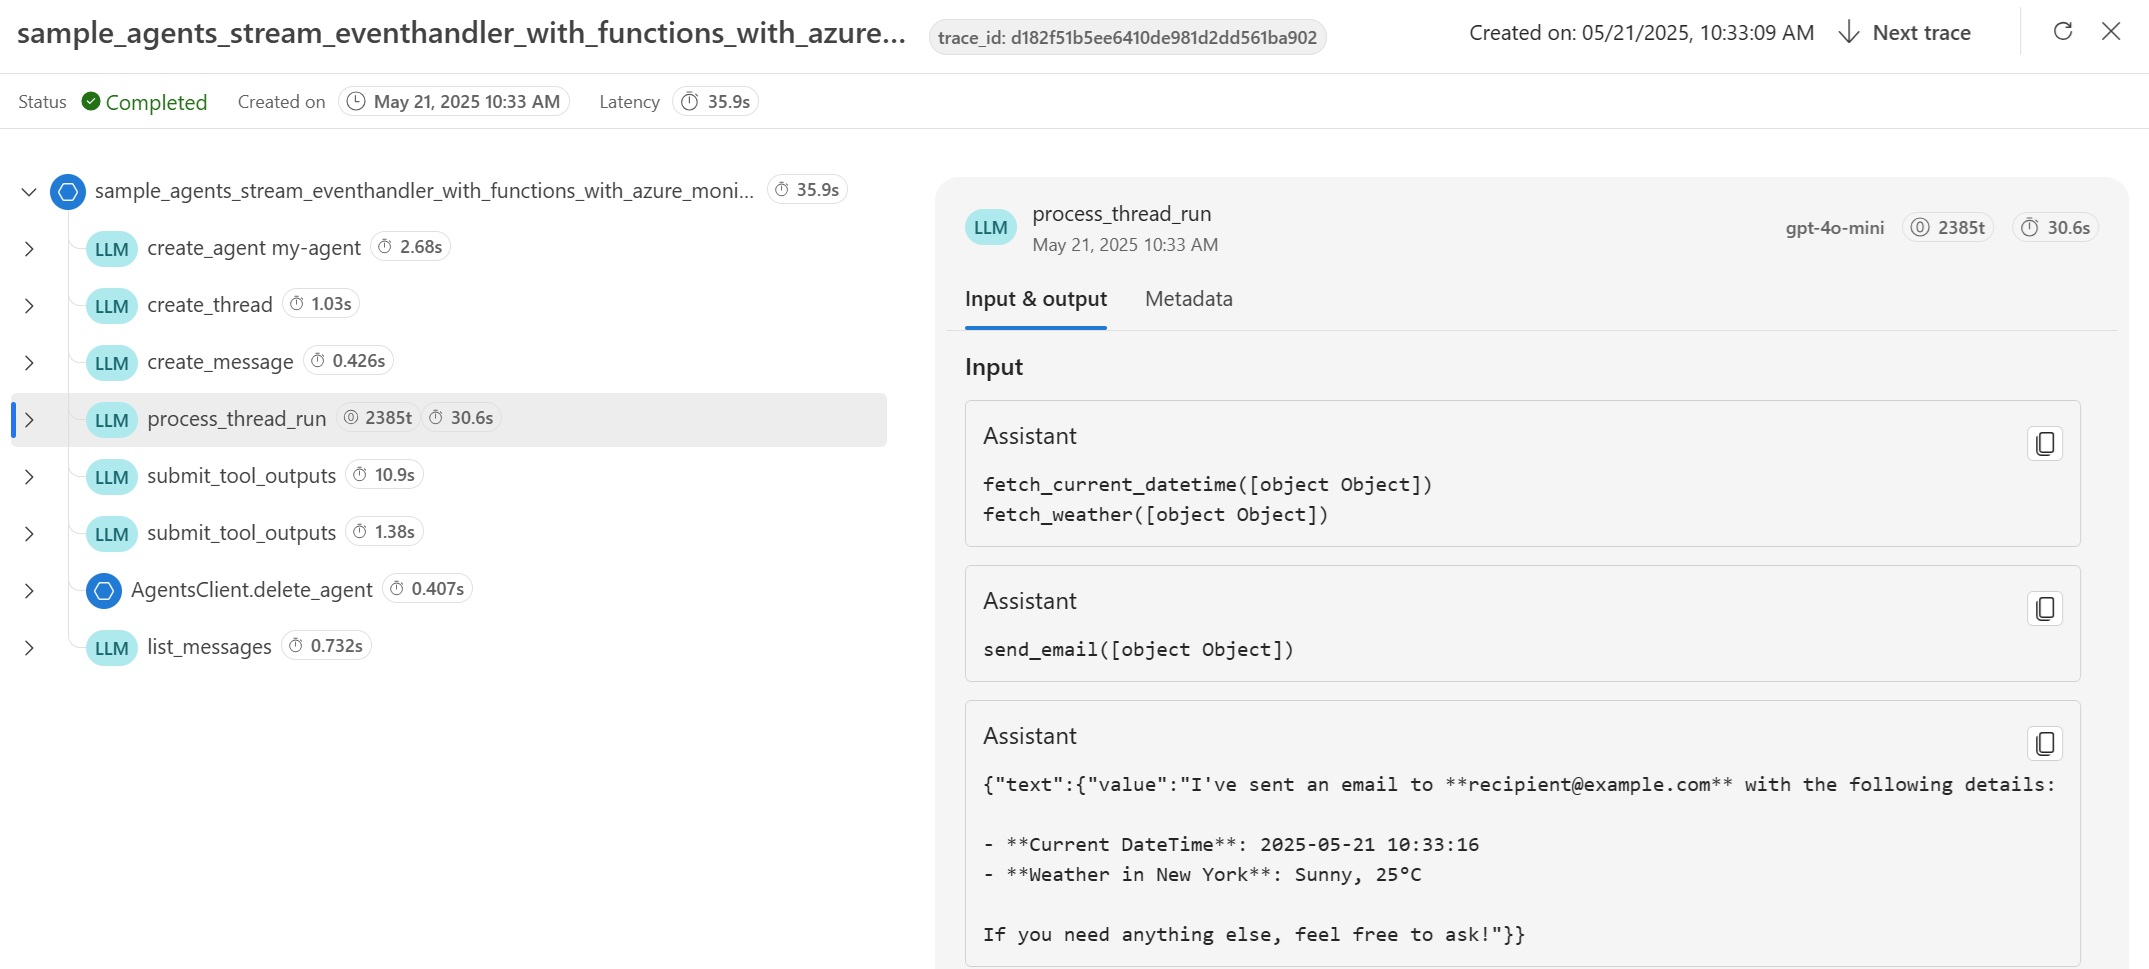 sample_agents_stream_eventhandler_with_functions_with_azure...
trace_id: d182f51b5ee6410de981d2dd561ba902
Created on: 05/21/2025, 10:33:09 AM
Next trace
Status Completed Created on May 21, 2025 10:33 AM Latency 35.9s
sample_agents_stream_eventhandler_with_functions_with_azure_moni... 35.9s
LLM create_agent my-agent 2.68s
LLM create_thread 1.03s
LLM create_message 0.426s
LLM process_thread_run 2385t 30.6s
LLM submit_tool_outputs 10.9s
LLM submit_tool_outputs 1.38s
AgentsClient.delete_agent 0.407s
LLM list_messages 0.732s
LLM process_thread_run
May 21, 2025 10:33 AM
gpt-4o-mini 2385t 30.6s
Input & output Metadata
Input
Assistant
fetch_current_datetime([object Object])
fetch_weather([object Object])
Assistant
send_email([object Object])
Assistant
{"text":{"value":"I've sent an email to **recipient@example.com** with the following details:
- **Current DateTime**: 2025-05-21 10:33:16
- **Weather in New York**: Sunny, 25°C
If you need anything else, feel free to ask!"}}